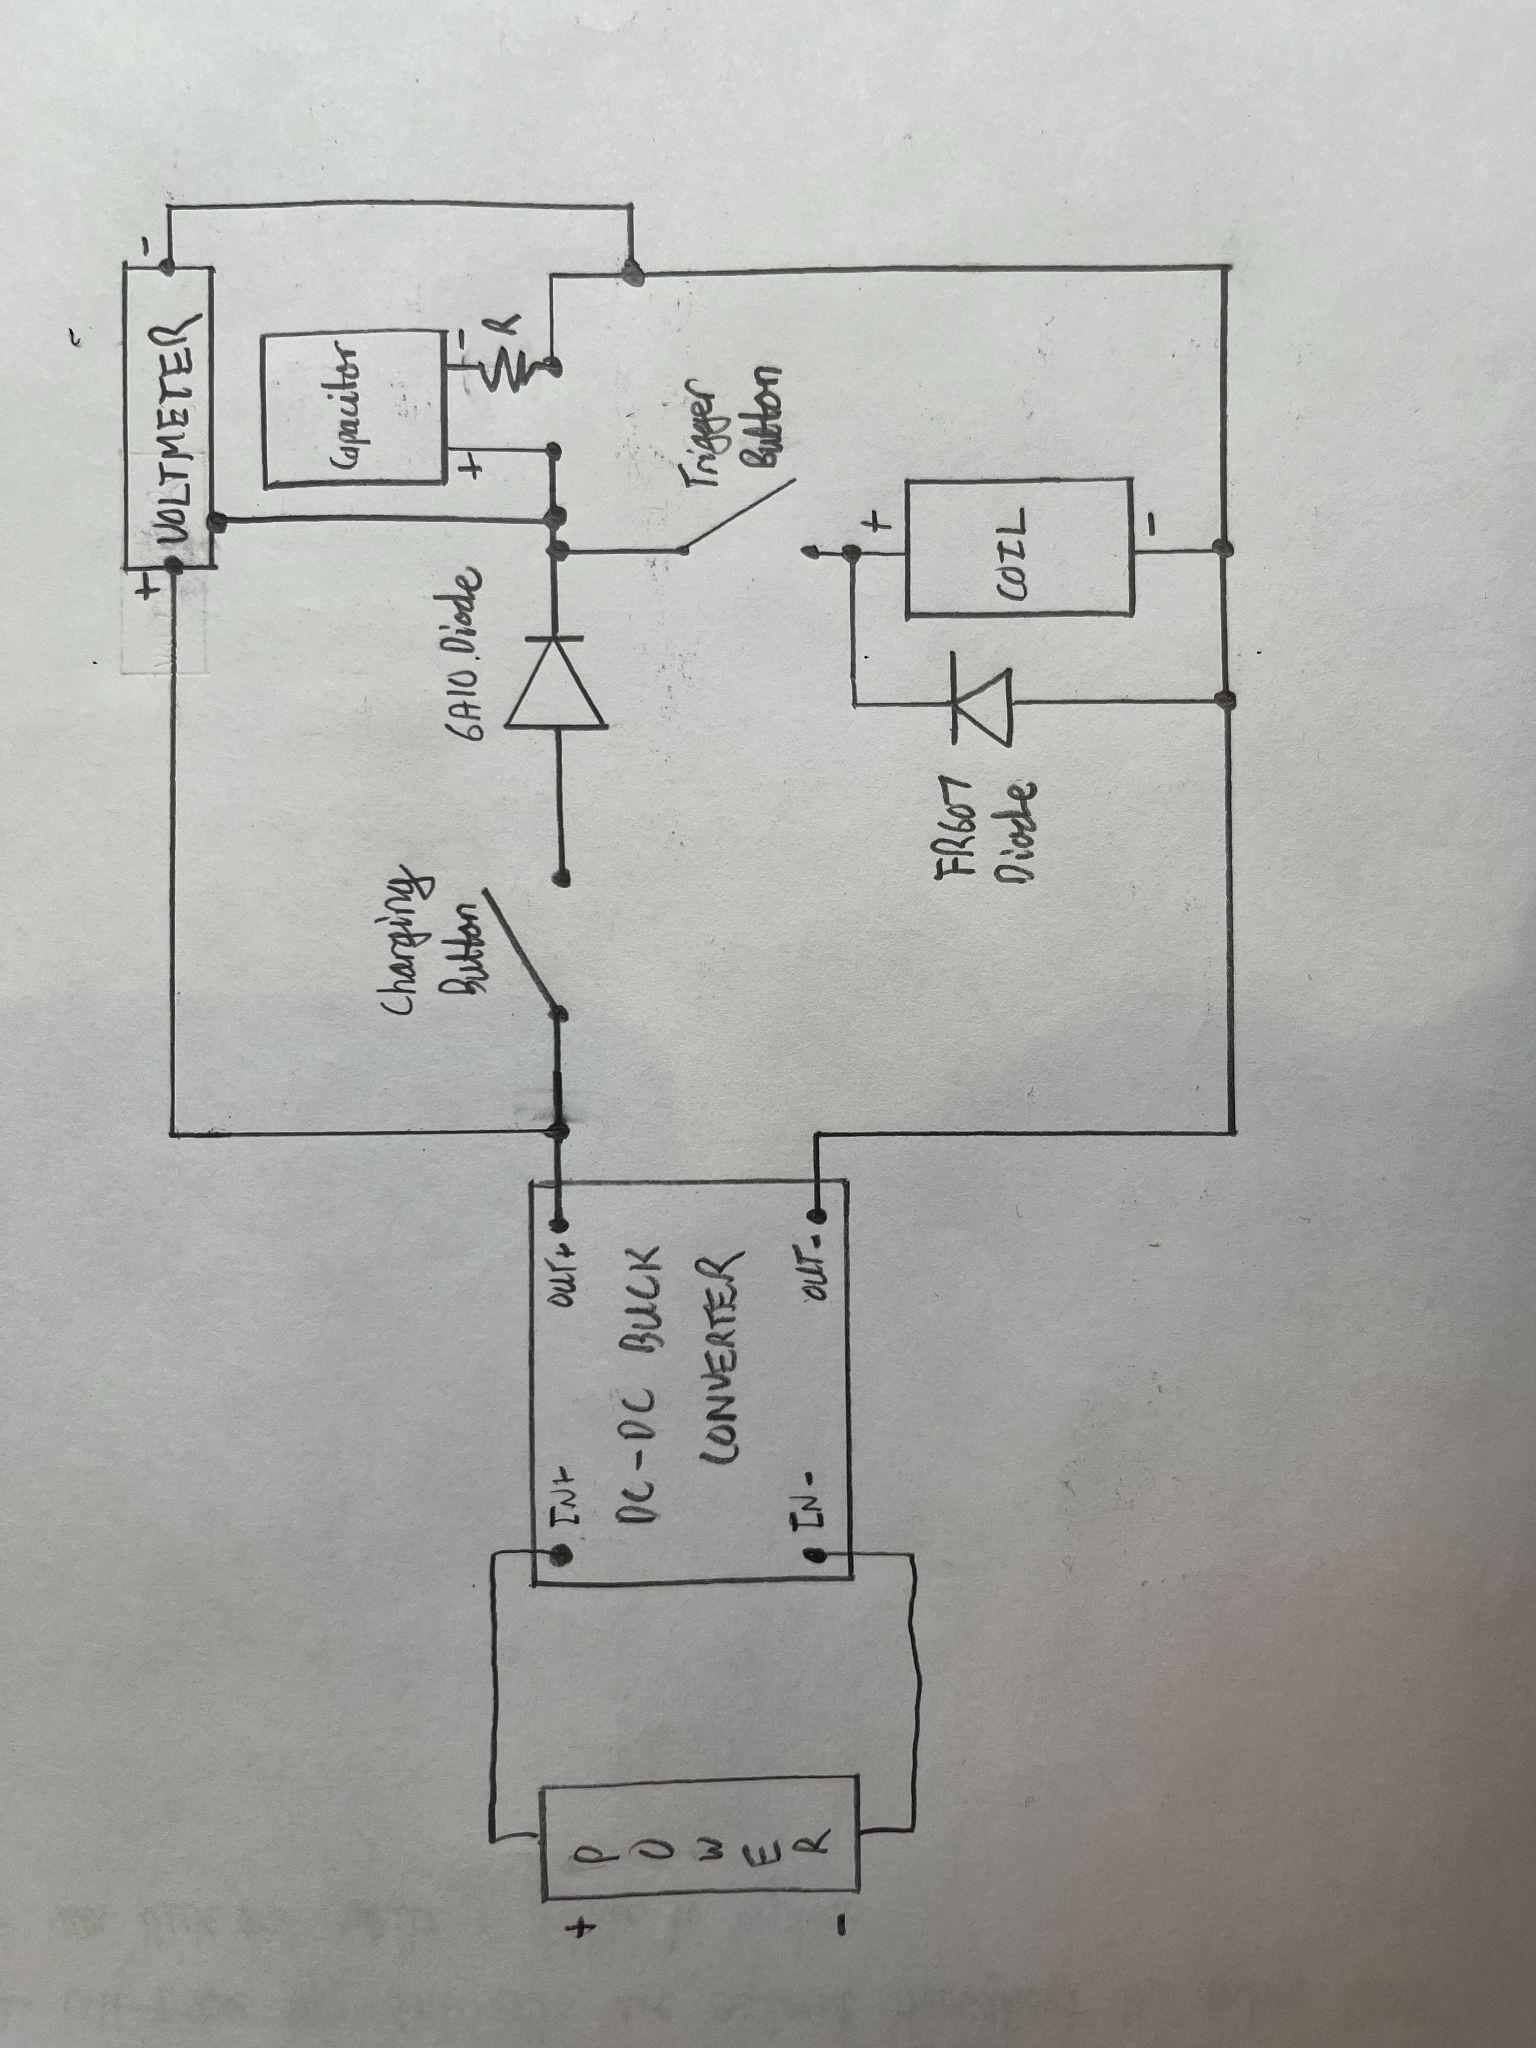 +
VOLTMETER
-
Capacitor
+
-
R
6A10 Diode
Charging
Button
Trigger
Button
+
COIL
-
FR607
Diode
OUT+
OUT-
DC-DC BUCK
CONVERTER
IN+
IN-
+
POWER
-